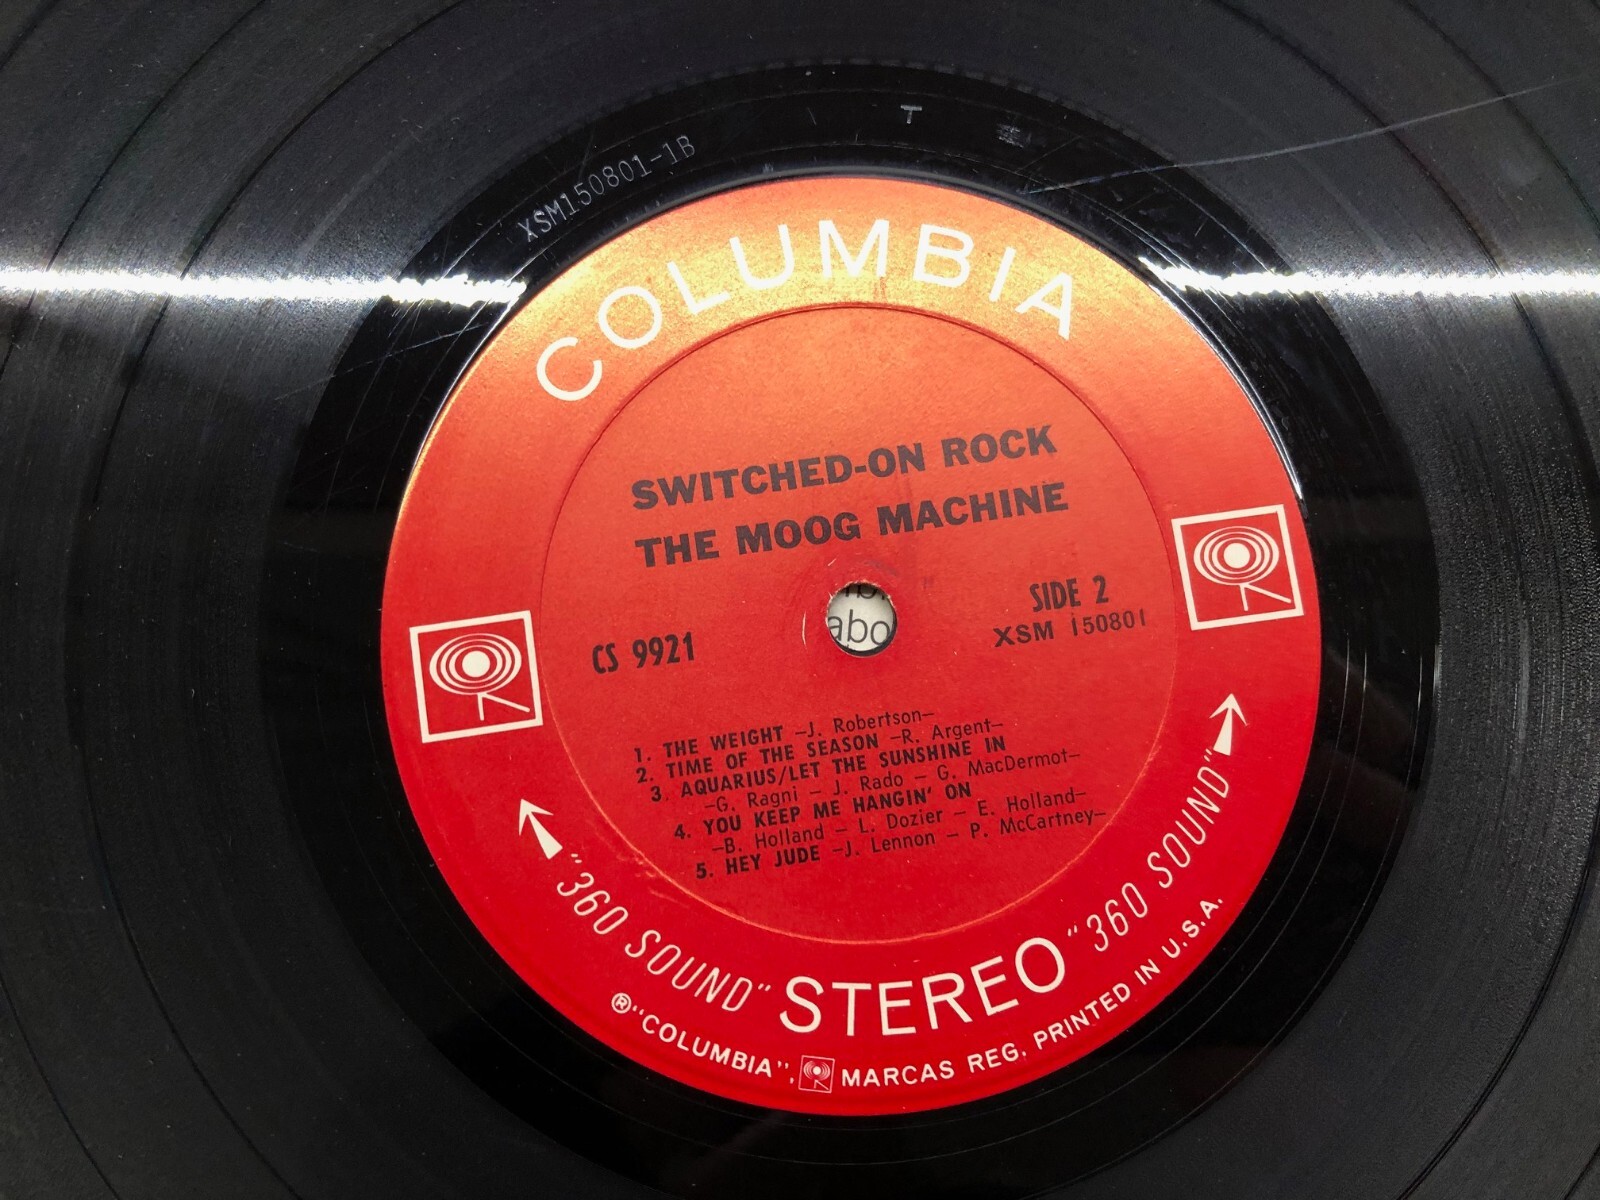 XSM150801-1B
T
COLUMBIA
SWITCHED-ON ROCK
THE MOOG MACHINE
SIDE 2
CS 9921
XSM 150801
abo
1. THE WEIGHT –J. Robertson–
2. TIME OF THE SEASON –R. Argent–
3. AQUARIUS/LET THE SUNSHINE IN
–G. Ragni – J. Rado – G. MacDermot–
4. YOU KEEP ME HANGIN' ON
–B. Holland – L. Dozier – E. Holland–
5. HEY JUDE –J. Lennon – P. McCartney–
"360 SOUND" STEREO "360 SOUND"
®"COLUMBIA", MARCAS REG. PRINTED IN U.S.A.